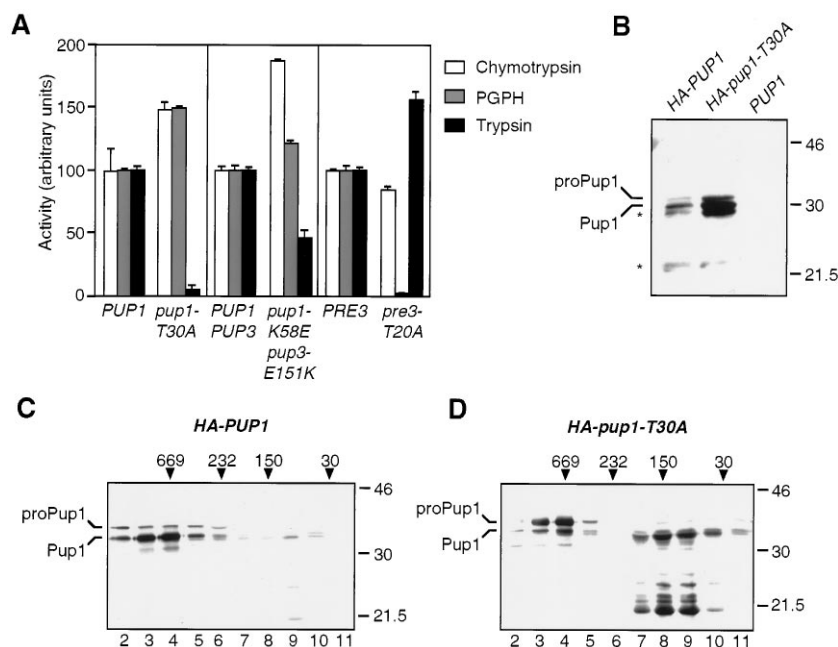 A
Activity (arbitrary units)
200
150
100
50
0
PUP1
pup1-
T30A
PUP1
PUP3
pup1-
K58E
pup3-
E151K
PRE3
pre3-
T20A
Chymotrypsin
PGPH
Trypsin
B
HA-PUP1
HA-pup1-T30A
PUP1
proPup1
Pup1
*
*
46
30
21.5
C
HA-PUP1
669 232 150 30
proPup1
Pup1
46
30
21.5
2 3 4 5 6 7 8 9 10 11
D
HA-pup1-T30A
669 232 150 30
proPup1
Pup1
46
30
21.5
2 3 4 5 6 7 8 9 10 11